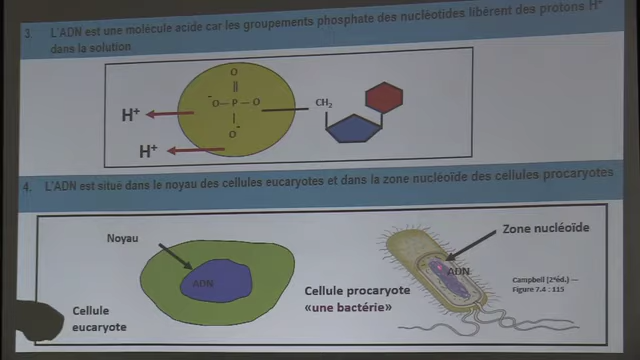 3. L'ADN est une molécule acide car les groupements phosphate des nucléotides libèrent des protons H+
dans la solution
O
-O—P—O
O-
CH2
H+
H+
4. L'ADN est situé dans le noyau des cellules eucaryotes et dans la zone nucléoïde des cellules procaryotes
Noyau
ADN
Cellule
eucaryote
Cellule procaryote
«une bactérie»
Zone nucléoïde
ADN
Campbell (2eéd.) —
Figure 7.4 : 115